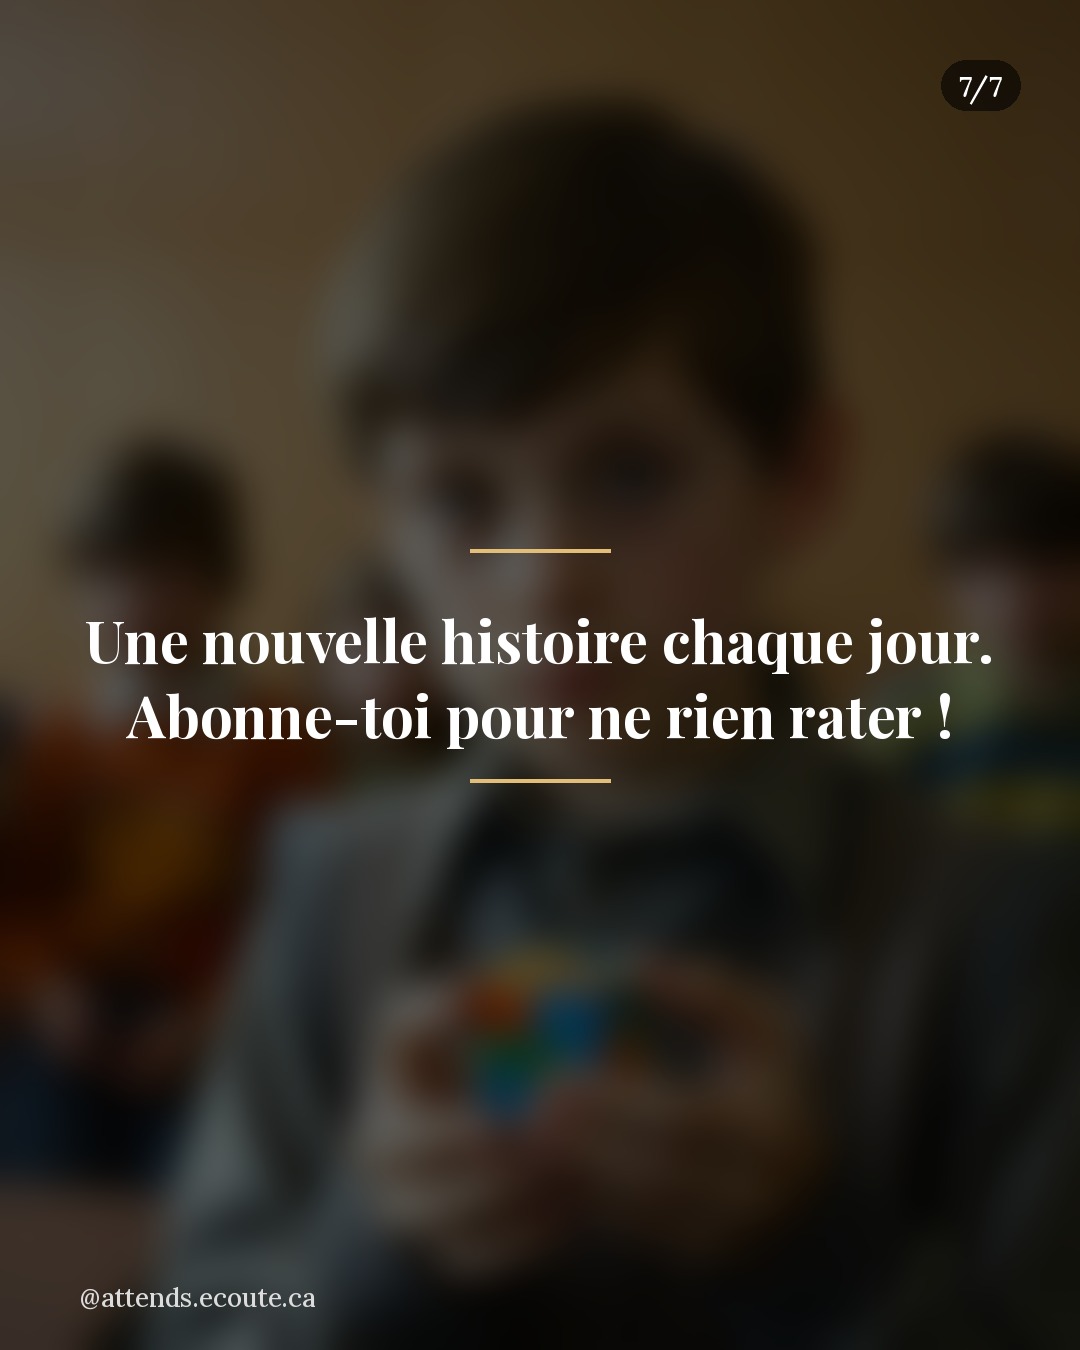 7/7
Une nouvelle histoire chaque jour.
Abonne-toi pour ne rien rater !
@attends.ecoute.ca